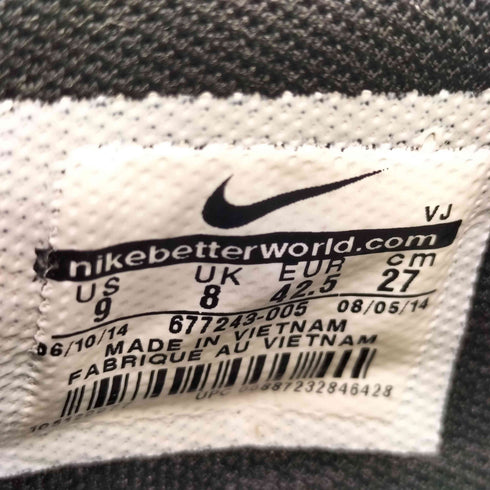 VJ
nikebetterworld.com
US UK EUR cm
9 8 42.5 27
06/10/14 677243-005 08/05/14
MADE IN VIETNAM
FABRIQUE AU VIETNAM
UPC 00887232846428